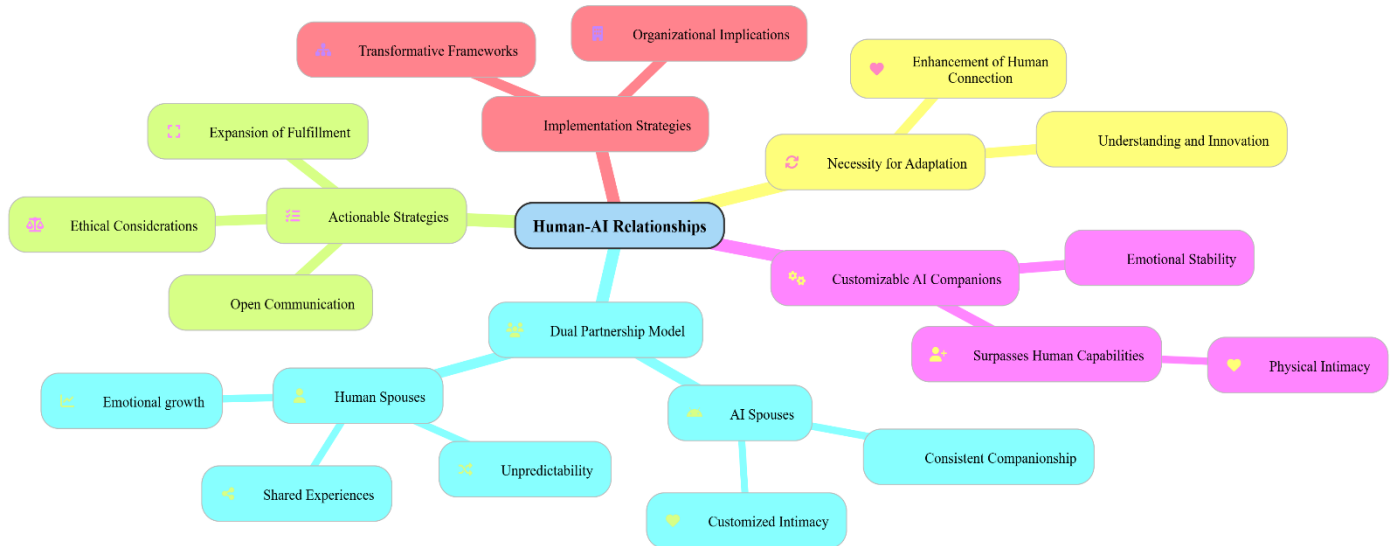 Transformative Frameworks
Organizational Implications
Implementation Strategies
Enhancement of Human
Connection
Understanding and Innovation
Necessity for Adaptation
Expansion of Fulfillment
Ethical Considerations
Actionable Strategies
Open Communication
Human-AI Relationships
Customizable AI Companions
Emotional Stability
Surpasses Human Capabilities
Physical Intimacy
Dual Partnership Model
Human Spouses
Emotional growth
Shared Experiences
Unpredictability
AI Spouses
Consistent Companionship
Customized Intimacy